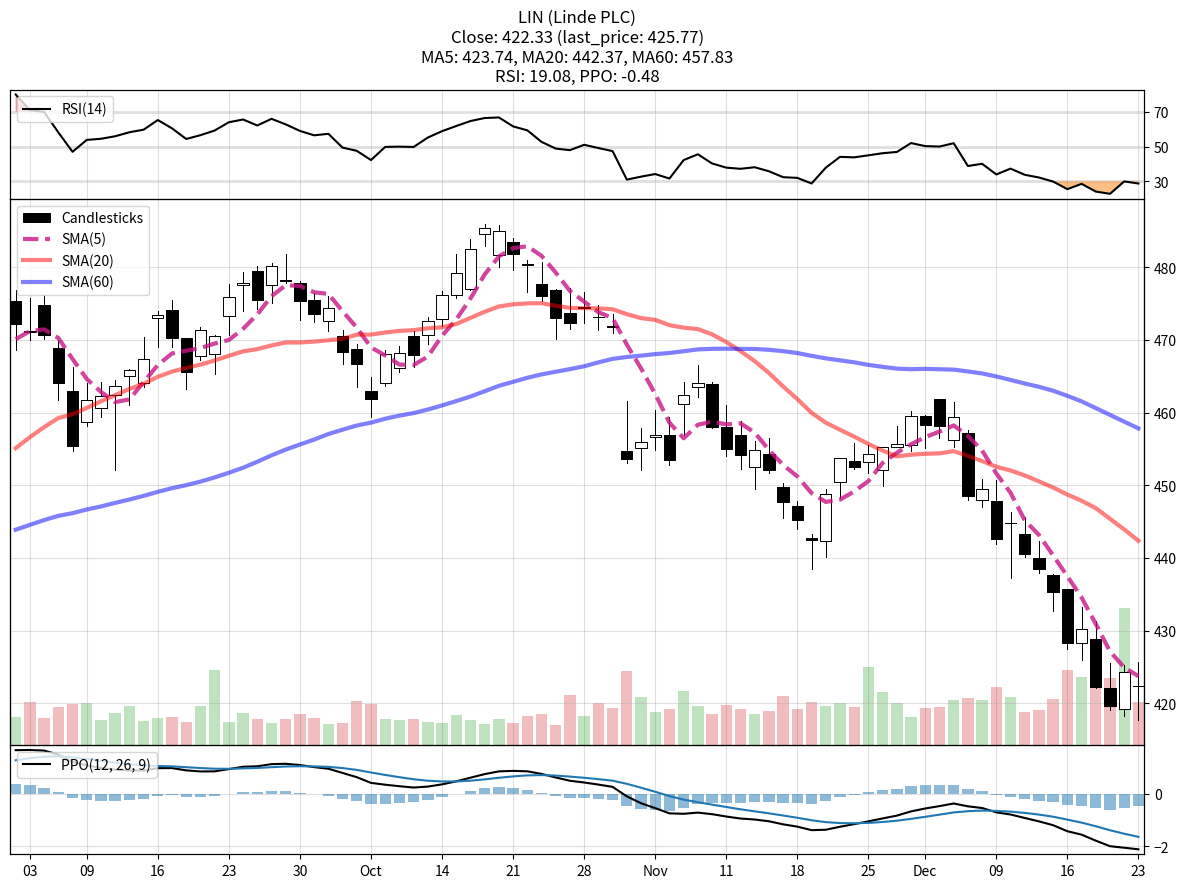 LIN (Linde PLC)
Close: 422.33 (last_price: 425.77)
MA5: 423.74, MA20: 442.37, MA60: 457.83
RSI: 19.08, PPO: -0.48
RSI(14)
70
50
30
Candlesticks
SMA(5)
SMA(20)
SMA(60)
480
470
460
450
440
430
420
PPO(12, 26, 9)
0
−2
03 09 16 23 30 Oct 14 21 28 Nov 11 18 25 Dec 09 16 23